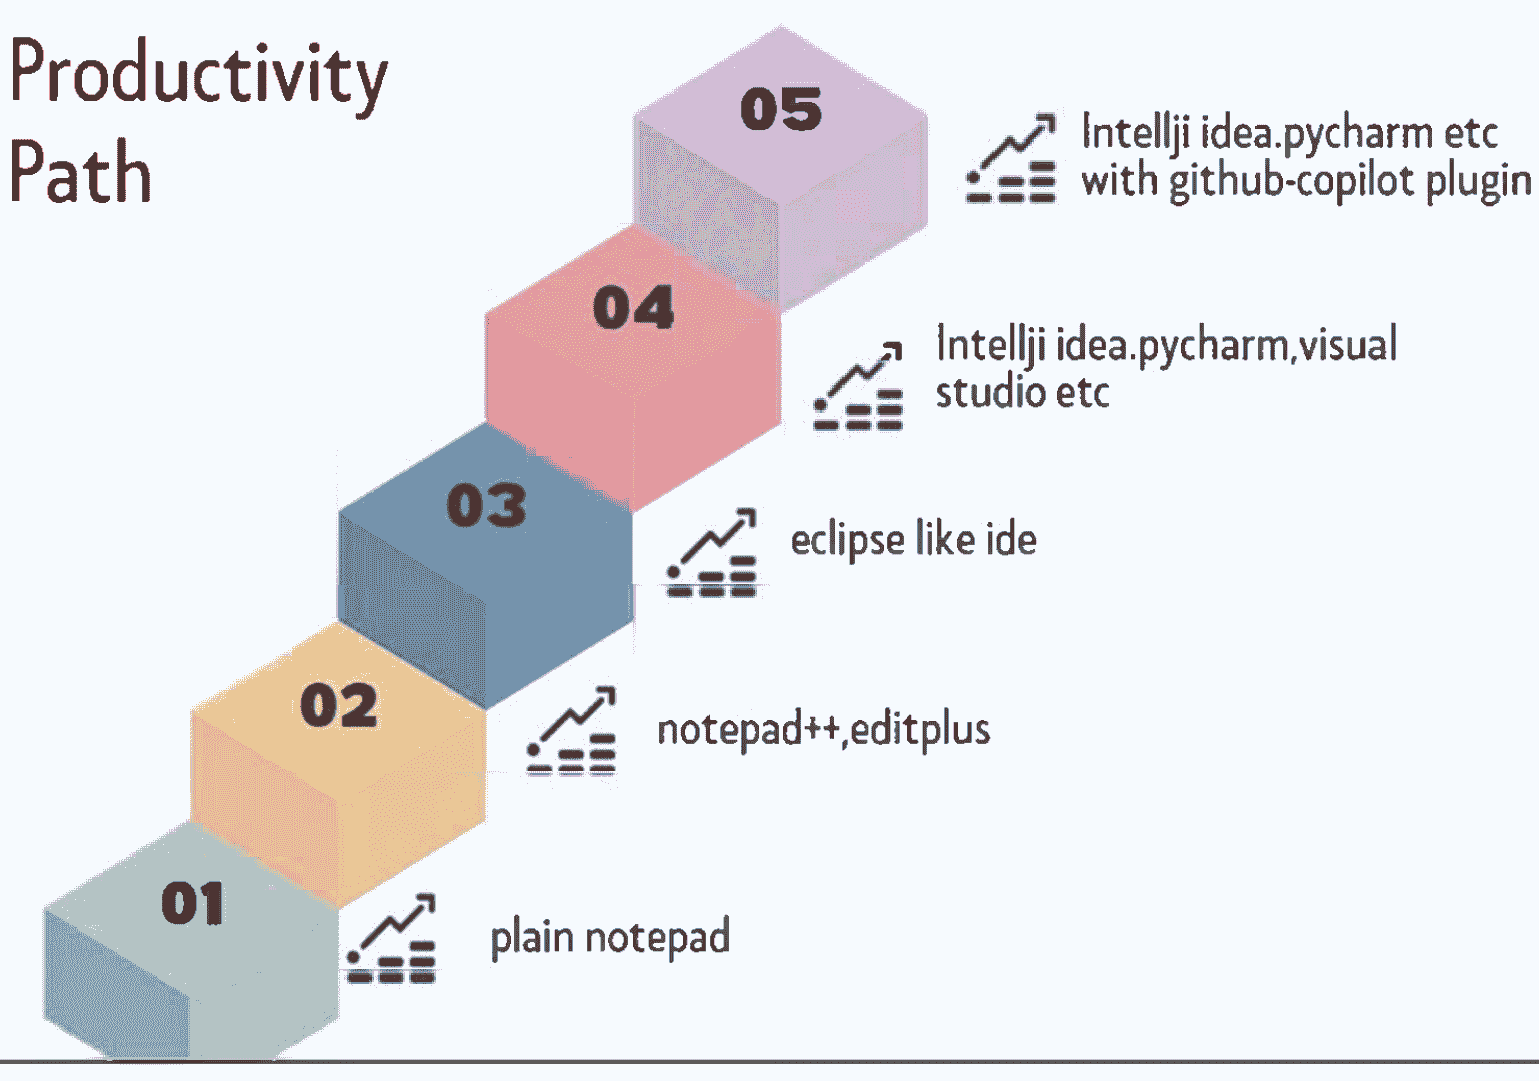 Productivity
Path
05
Intellji idea.pycharm etc
with github-copilot plugin
04
Intellji idea.pycharm,visual
studio etc
03
eclipse like ide
02
notepad++,editplus
01
plain notepad